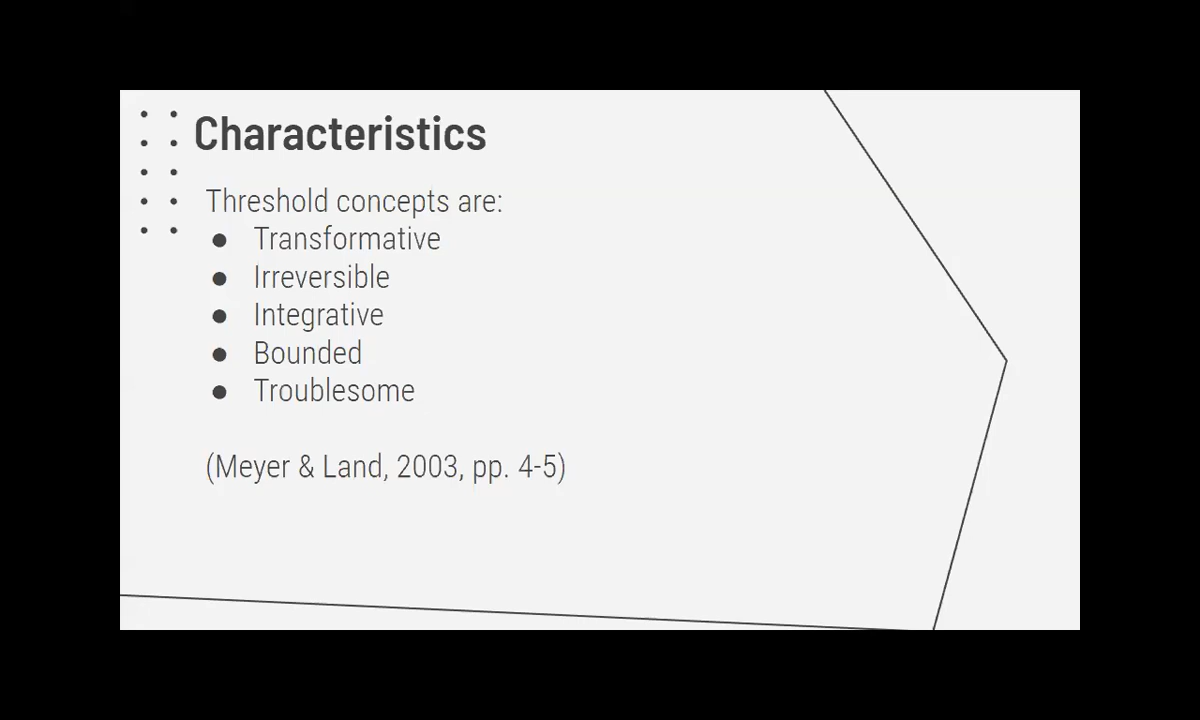 Characteristics
Threshold concepts are:
● Transformative
● Irreversible
● Integrative
● Bounded
● Troublesome
(Meyer & Land, 2003, pp. 4-5)